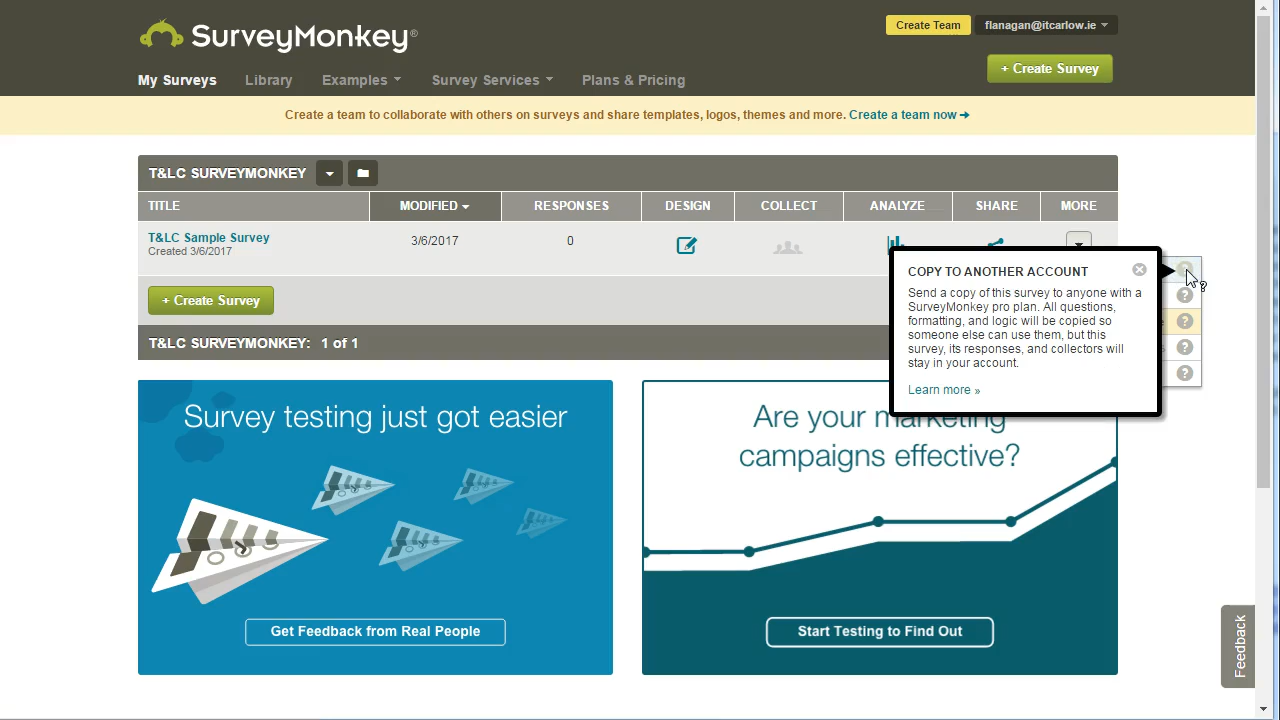 SurveyMonkey®
Create Team
flanagan@itcarlow.ie
My Surveys
Library
Examples
Survey Services
Plans & Pricing
+ Create Survey
Create a team to collaborate with others on surveys and share templates, logos, themes and more. Create a team now
T&LC SURVEYMONKEY
TITLE
MODIFIED
RESPONSES
DESIGN
COLLECT
ANALYZE
SHARE
MORE
T&LC Sample Survey
Created 3/6/2017
3/6/2017
0
COPY TO ANOTHER ACCOUNT
Send a copy of this survey to anyone with a
SurveyMonkey pro plan. All questions,
formatting, and logic will be copied so
someone else can use them, but this
survey, its responses, and collectors will
stay in your account.
Learn more »
+ Create Survey
T&LC SURVEYMONKEY: 1 of 1
Survey testing just got easier
Get Feedback from Real People
Are your marketing
campaigns effective?
Start Testing to Find Out
Feedback